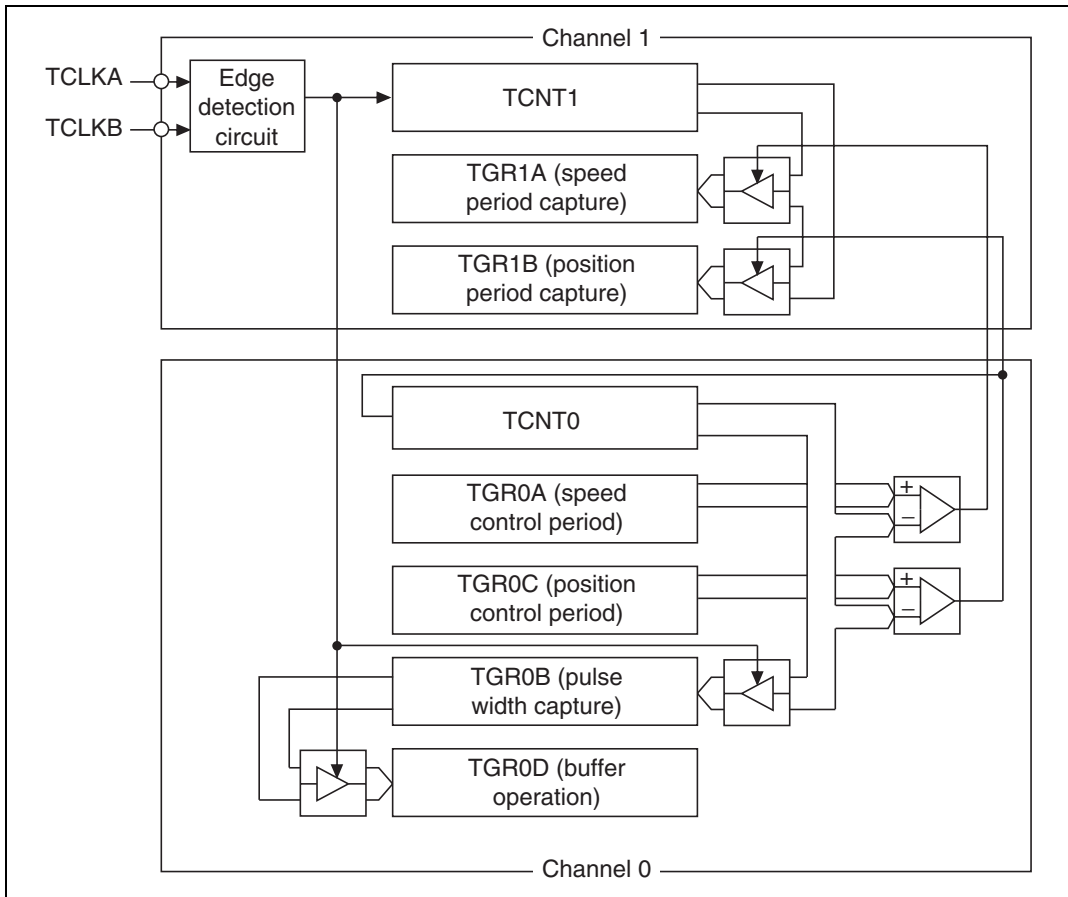 Channel 1
TCLKA
TCLKB
Edge
detection
circuit
TCNT1
TGR1A (speed
period capture)
TGR1B (position
period capture)
TCNT0
TGR0A (speed
control period)
+
−
TGR0C (position
control period)
+
−
TGR0B (pulse
width capture)
TGR0D (buffer
operation)
Channel 0